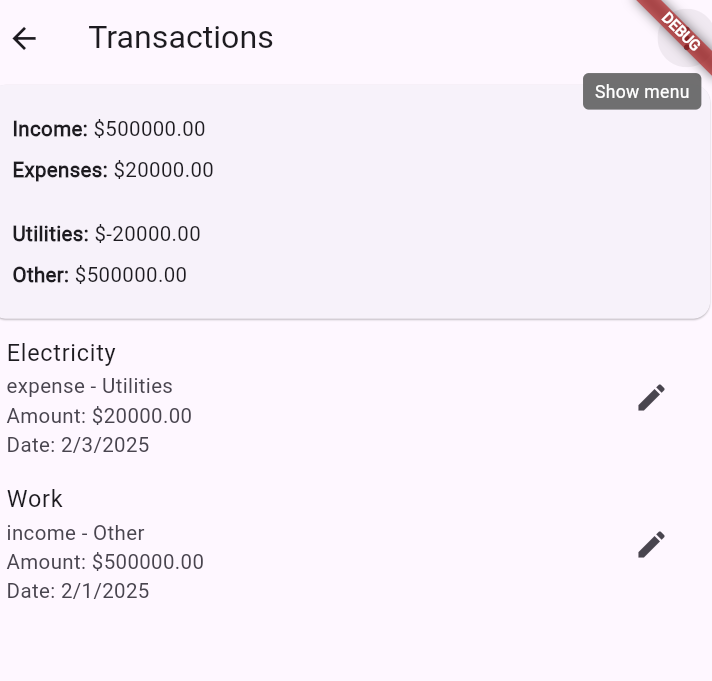 Transactions
DEBUG
Show menu
Income: $500000.00
Expenses: $20000.00
Utilities: $-20000.00
Other: $500000.00
Electricity
expense - Utilities
Amount: $20000.00
Date: 2/3/2025
Work
income - Other
Amount: $500000.00
Date: 2/1/2025